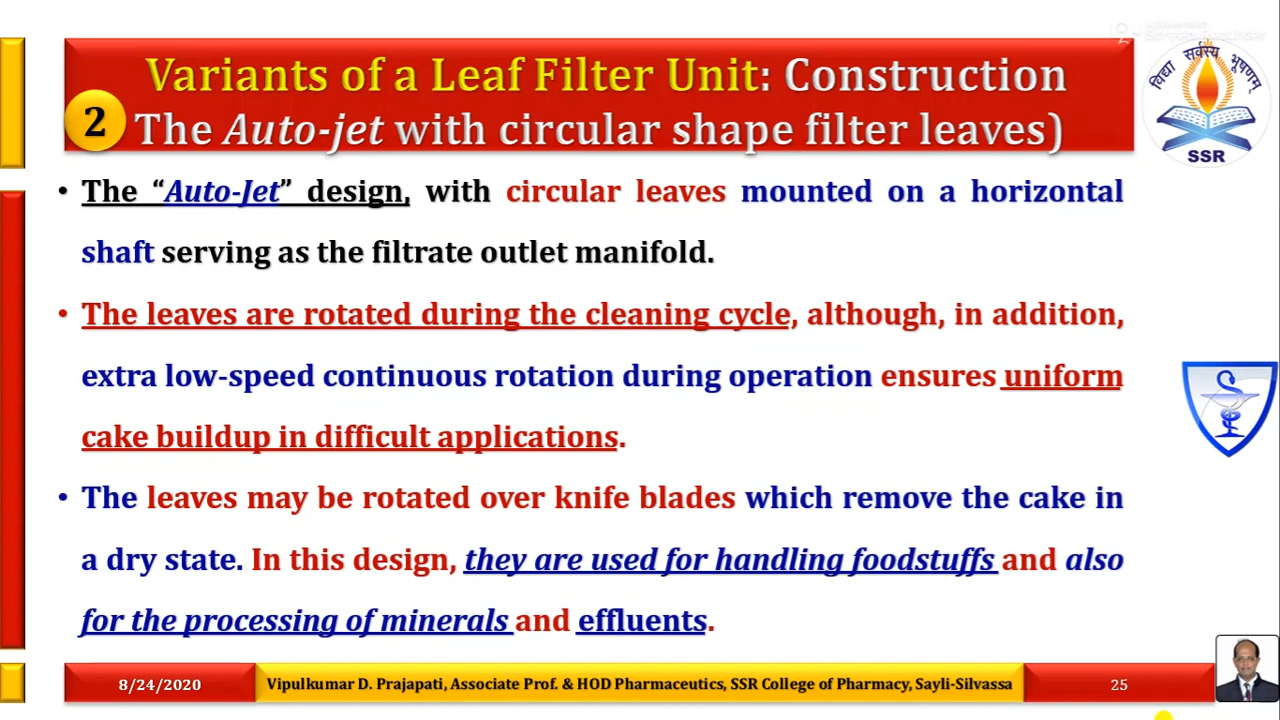 Variants of a Leaf Filter Unit: Construction
2
The Auto-jet with circular shape filter leaves)
विद्या सर्वस्य भूषणम्
SSR
• The “Auto-Jet” design, with circular leaves mounted on a horizontal
shaft serving as the filtrate outlet manifold.
• The leaves are rotated during the cleaning cycle, although, in addition,
extra low-speed continuous rotation during operation ensures uniform
cake buildup in difficult applications.
• The leaves may be rotated over knife blades which remove the cake in
a dry state. In this design, they are used for handling foodstuffs and also
for the processing of minerals and effluents.
8/24/2020
Vipulkumar D. Prajapati, Associate Prof. & HOD Pharmaceutics, SSR College of Pharmacy, Sayli-Silvassa
25